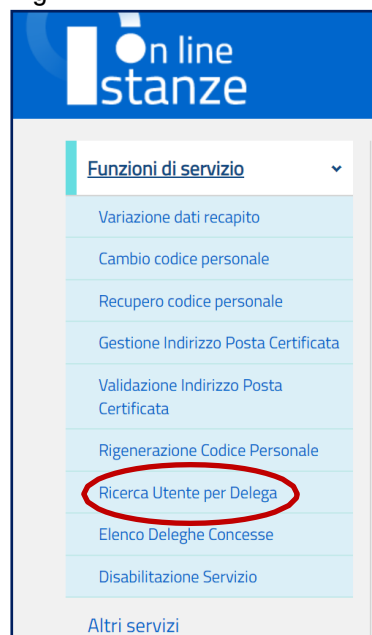 On line
Istanze
Funzioni di servizio
Variazione dati recapito
Cambio codice personale
Recupero codice personale
Gestione Indirizzo Posta Certificata
Validazione Indirizzo Posta
Certificata
Rigenerazione Codice Personale
Ricerca Utente per Delega
Elenco Deleghe Concesse
Disabilitazione Servizio
Altri servizi